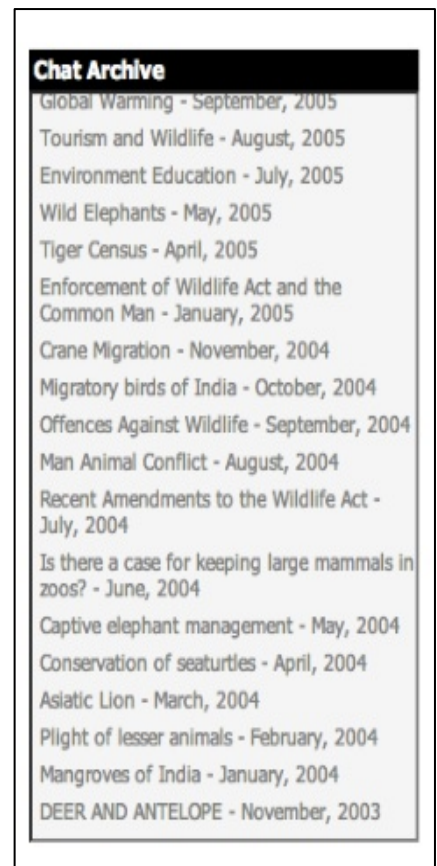 Chat Archive
Global Warming - September, 2005
Tourism and Wildlife - August, 2005
Environment Education - July, 2005
Wild Elephants - May, 2005
Tiger Census - April, 2005
Enforcement of Wildlife Act and the
Common Man - January, 2005
Crane Migration - November, 2004
Migratory birds of India - October, 2004
Offences Against Wildlife - September, 2004
Man Animal Conflict - August, 2004
Recent Amendments to the Wildlife Act -
July, 2004
Is there a case for keeping large mammals in
zoos? - June, 2004
Captive elephant management - May, 2004
Conservation of seaturtles - April, 2004
Asiatic Lion - March, 2004
Plight of lesser animals - February, 2004
Mangroves of India - January, 2004
DEER AND ANTELOPE - November, 2003